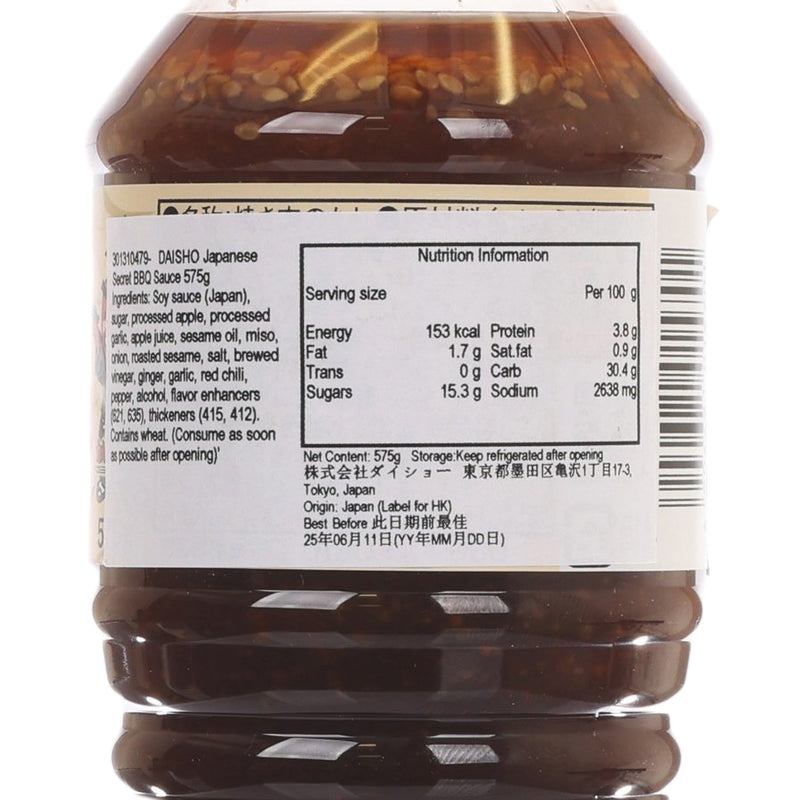 301310479- DAISHO Japanese
Secret BBQ Sauce 575g
Ingredients: Soy sauce (Japan),
sugar, processed apple, processed
garlic, apple juice, sesame oil, miso,
onion, roasted sesame, salt, brewed
vinegar, ginger, garlic, red chili,
pepper, alcohol, flavor enhancers
(621, 635), thickeners (415, 412).
Contains wheat. (Consume as soon
as possible after opening)'
Nutrition Information
Serving size Per 100 g
Energy 153 kcal Protein 3.8 g
Fat 1.7 g Sat.fat 0.9 g
Trans 0 g Carb 30.4 g
Sugars 15.3 g Sodium 2638 mg
Net Content: 575g Storage:Keep refrigerated after opening
株式会社ダイショー 東京都墨田区亀沢1丁目17-3,
Tokyo, Japan
Origin: Japan (Label for HK)
Best Before 此日期前最佳
25年06月11日(YY年MM月DD日)